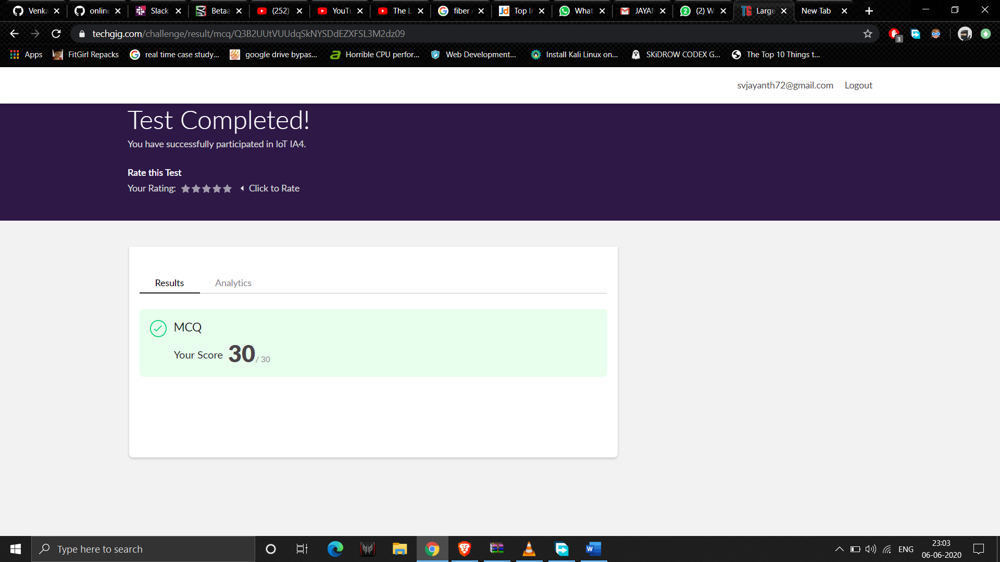 Venka
online
Slack
Betaa
(252)
YouTu
The L
fiber
Top In
What
JAYAN
(2) W
Large
New Tab
techgig.com/challenge/result/mcq/Q3B2UUtVUUdqSkNYSDdEZXFSL3M2dz09
3
Apps
FitGirl Repacks
real time case study...
google drive bypas...
Horrible CPU perfor...
Web Development...
Install Kali Linux on...
SKiDROW CODEX G...
The Top 10 Things t...
svjayanth72@gmail.com
Logout
Test Completed!
You have successfully participated in IoT IA4.
Rate this Test
Your Rating:
Click to Rate
Results
Analytics
MCQ
Your Score 30 / 30
Type here to search
ENG
23:03
06-06-2020